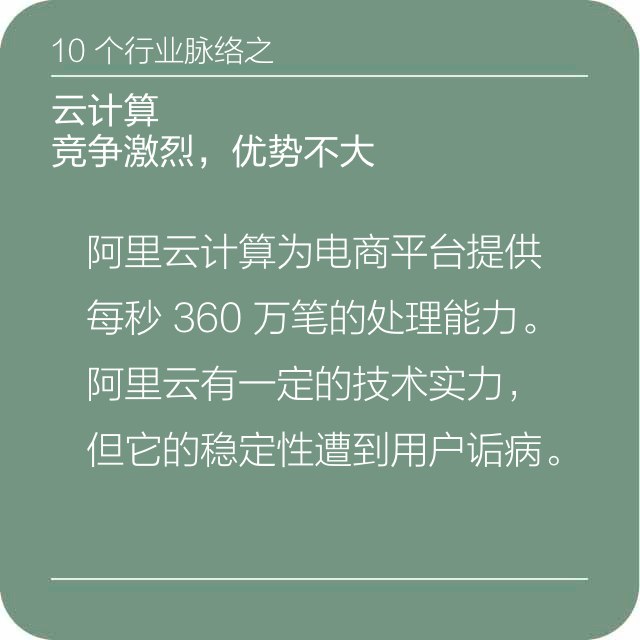 10 个行业脉络之
云计算
竞争激烈，优势不大
阿里云计算为电商平台提供
每秒 360 万笔的处理能力。
阿里云有一定的技术实力，
但它的稳定性遭到用户诟病。